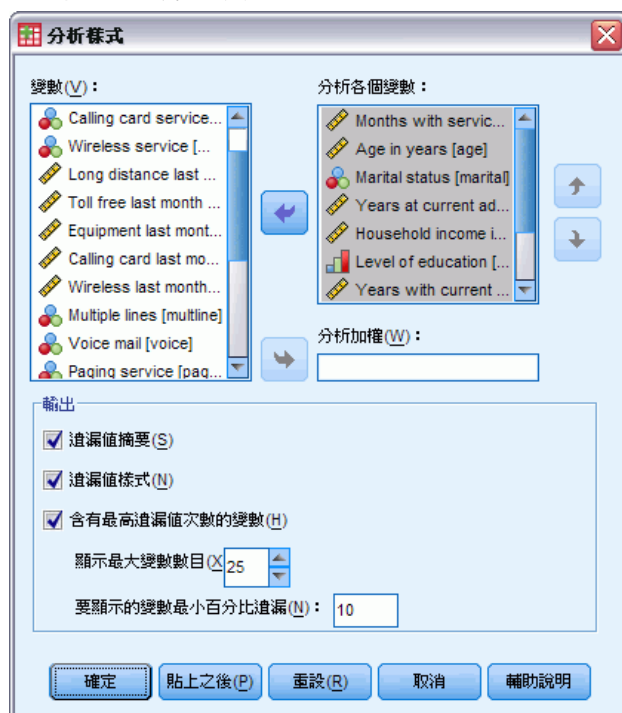 分析樣式
變數(V)：
Calling card service...
Wireless service [...
Long distance last ...
Toll free last month ...
Equipment last mont...
Calling card last mo...
Wireless last month...
Multiple lines [multline]
Voice mail [voice]
Paging service [pag...
分析各個變數：
Months with servic...
Age in years [age]
Marital status [marital]
Years at current ad...
Household income i...
Level of education [...
Years with current ...
分析加權(W)：
輸出
遺漏值摘要(S)
遺漏值樣式(N)
含有最高遺漏值次數的變數(H)
顯示最大變數數目(X 25
要顯示的變數最小百分比遺漏(N)： 10
確定 貼上之後(P) 重設(R) 取消 輔助說明